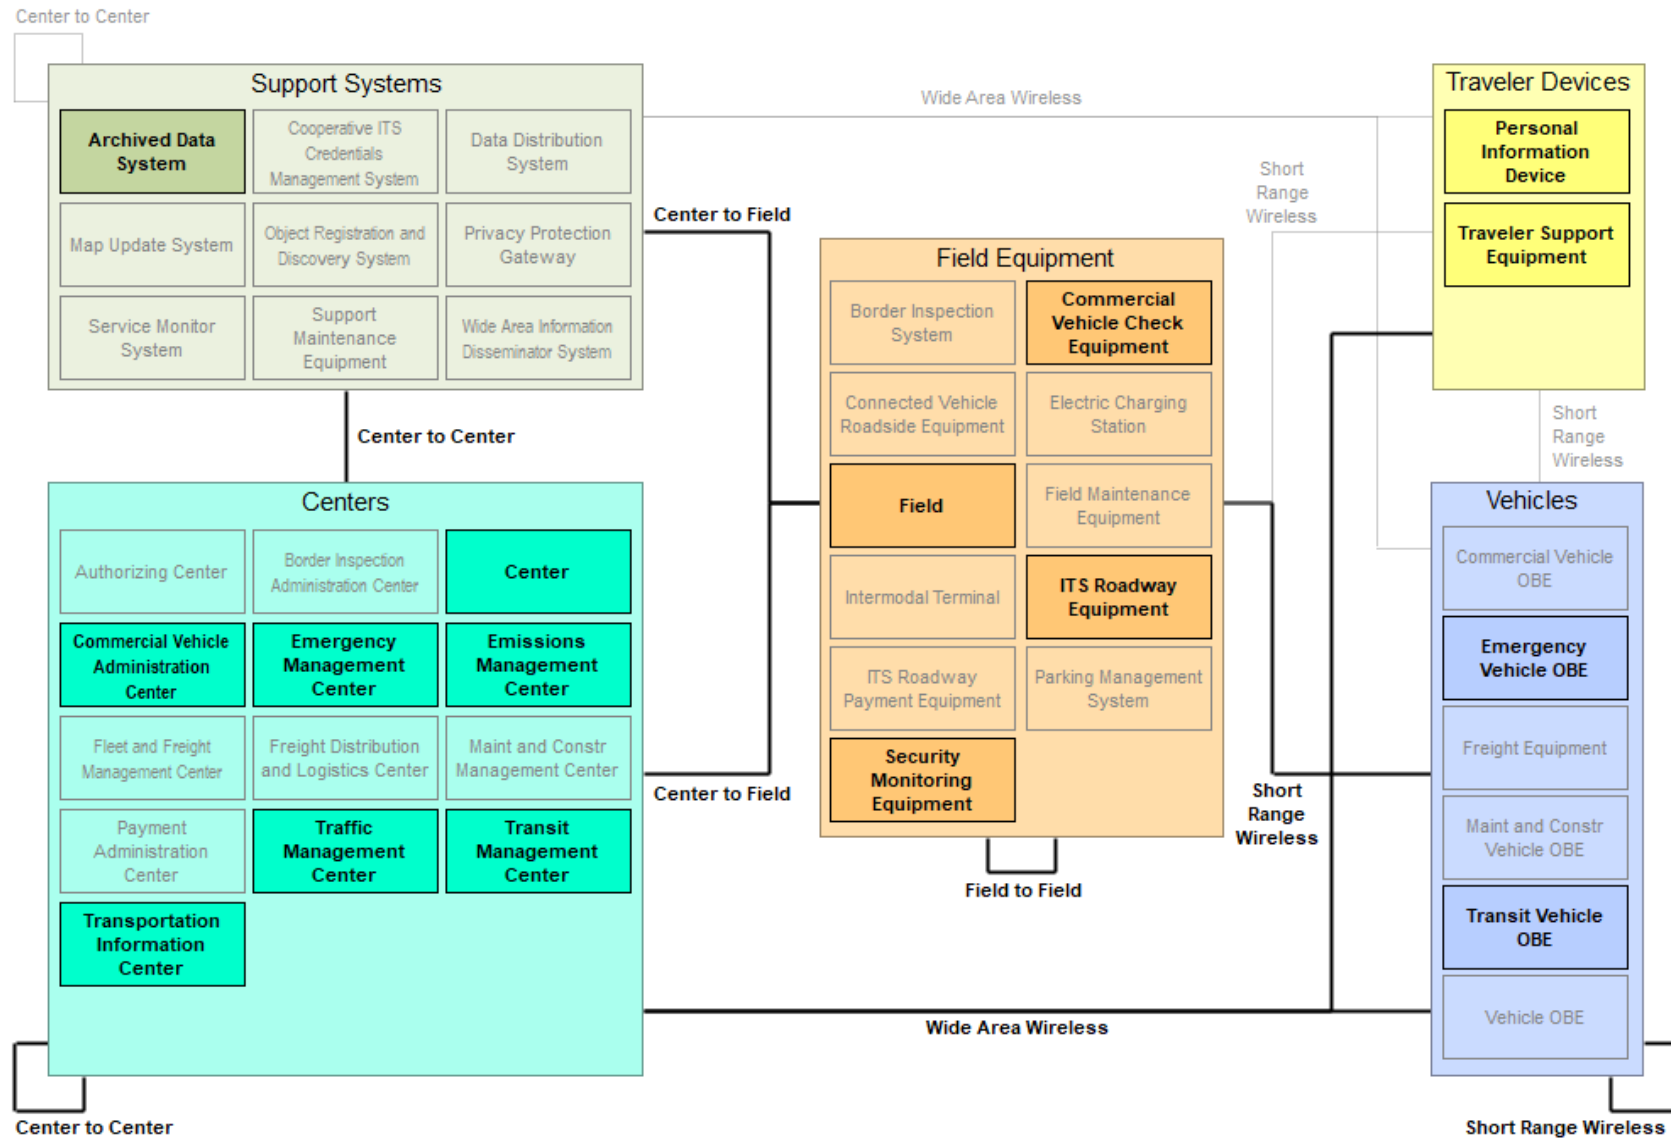 Center to Center
Support Systems
Archived Data
System
Cooperative ITS
Credentials
Management System
Data Distribution
System
Map Update System
Object Registration and
Discovery System
Privacy Protection
Gateway
Service Monitor
System
Support
Maintenance
Equipment
Wide Area Information
Disseminator System
Center to Center
Center to Field
Wide Area Wireless
Centers
Authorizing Center
Border Inspection
Administration Center
Center
Commercial Vehicle
Administration
Center
Emergency
Management
Center
Emissions
Management
Center
Fleet and Freight
Management Center
Freight Distribution
and Logistics Center
Maint and Constr
Management Center
Payment
Administration
Center
Traffic
Management
Center
Transit
Management
Center
Transportation
Information
Center
Center to Center
Center to Field
Field Equipment
Border Inspection
System
Commercial
Vehicle Check
Equipment
Connected Vehicle
Roadside Equipment
Electric Charging
Station
Field
Field Maintenance
Equipment
Intermodal Terminal
ITS Roadway
Equipment
ITS Roadway
Payment Equipment
Parking Management
System
Security
Monitoring
Equipment
Field to Field
Wide Area Wireless
Short
Range
Wireless
Short
Range
Wireless
Traveler Devices
Personal
Information
Device
Traveler Support
Equipment
Short
Range
Wireless
Vehicles
Commercial Vehicle
OBE
Emergency
Vehicle OBE
Freight Equipment
Maint and Constr
Vehicle OBE
Transit Vehicle
OBE
Vehicle OBE
Short Range Wireless